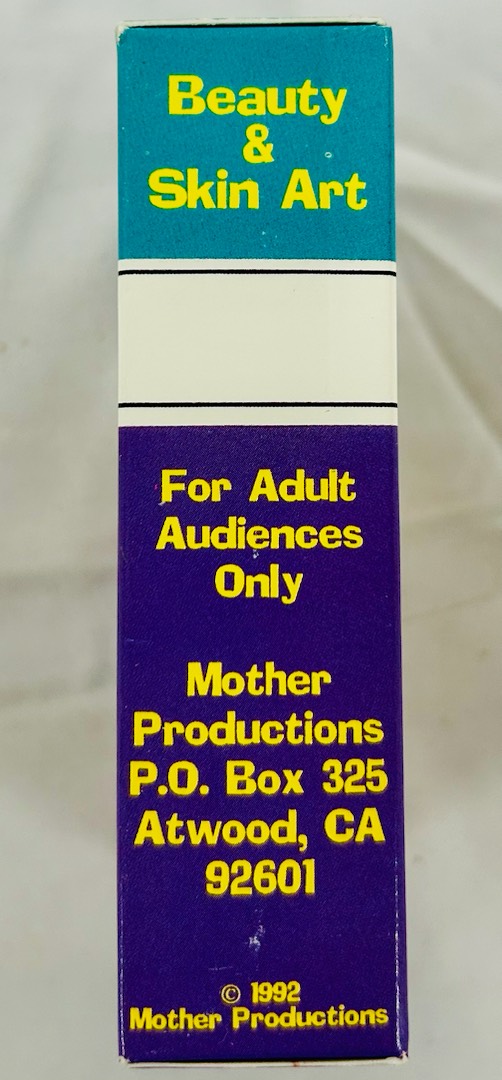 Beauty
&
Skin Art
For Adult
Audiences
Only
Mother
Productions
P.O. Box 325
Atwood, CA
92601
© 1992
Mother Productions